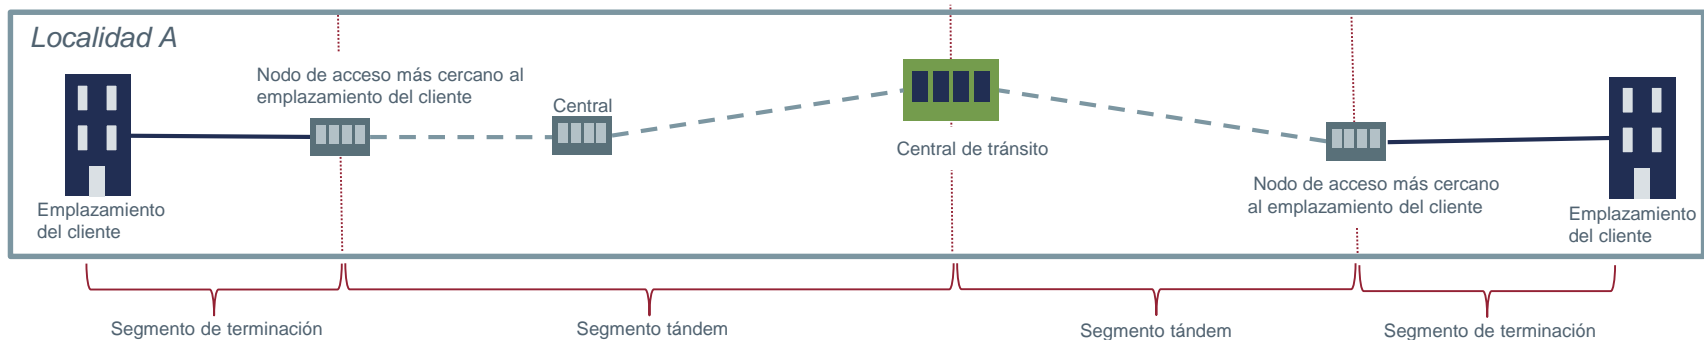 Localidad A
Nodo de acceso más cercano al
emplazamiento del cliente
Central
Central de tránsito
Nodo de acceso más cercano
al emplazamiento del cliente
Emplazamiento
del cliente
Emplazamiento
del cliente
Segmento de terminación
Segmento tándem
Segmento tándem
Segmento de terminación